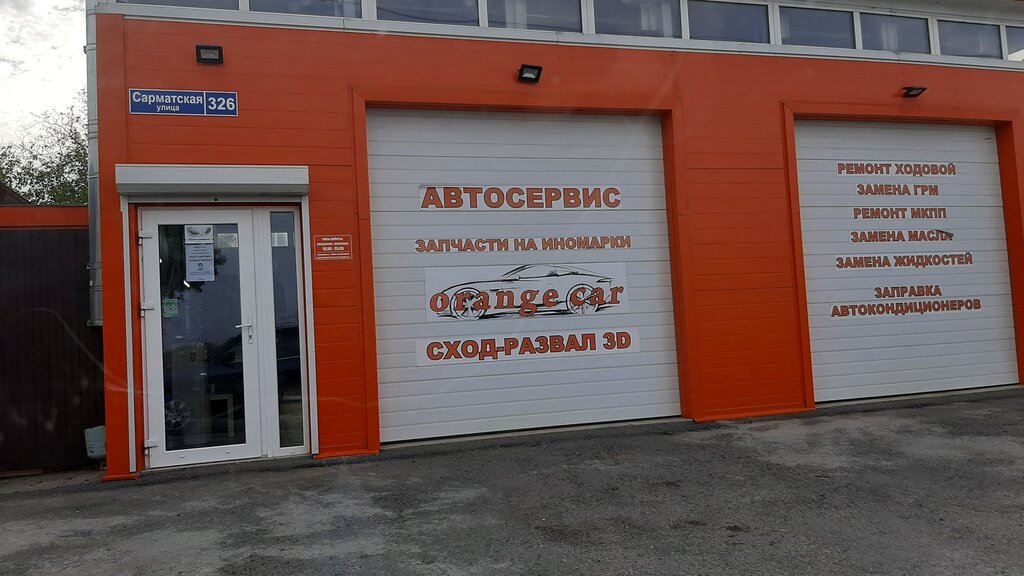 Сарматская
улица
326
АВТОСЕРВИС
ЗАПЧАСТИ НА ИНОМАРКИ
orange car
СХОД-РАЗВАЛ 3D
РЕМОНТ ХОДОВОЙ
ЗАМЕНА ГРМ
РЕМОНТ МКПП
ЗАМЕНА МАСЛА
ЗАМЕНА ЖИДКОСТЕЙ
ЗАПРАВКА
АВТОКОНДИЦИОНЕРОВ